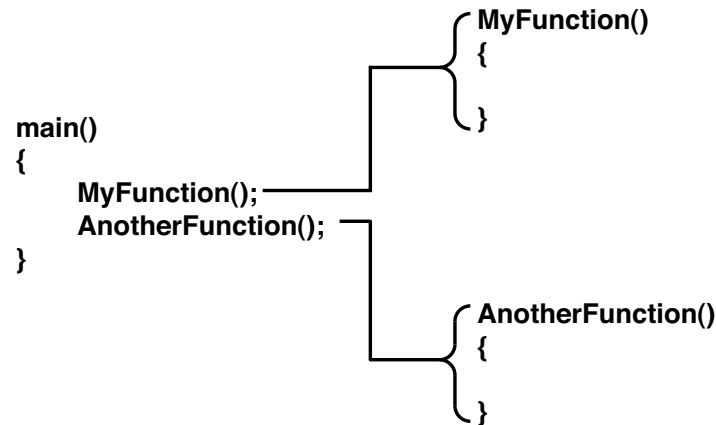 main()
{
MyFunction();
AnotherFunction();
}
MyFunction()
{
}
AnotherFunction()
{
}